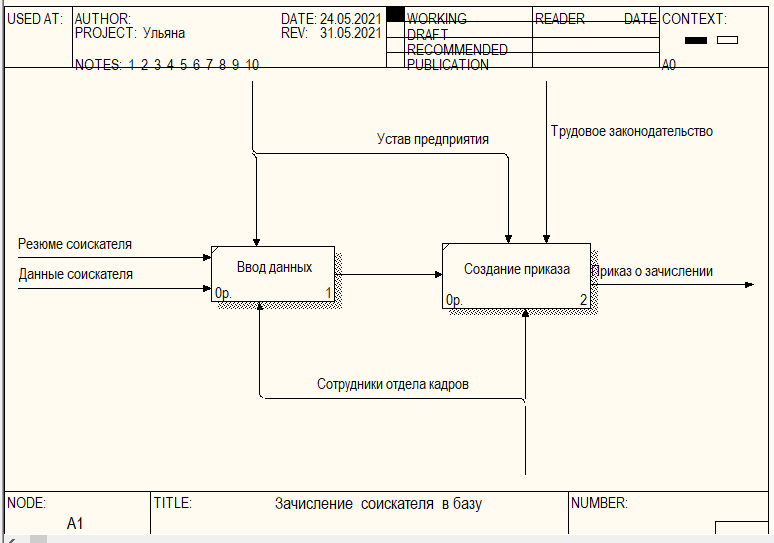 USED AT: AUTHOR: DATE: 24.05.2021 WORKING READER DATE CONTEXT:
PROJECT: Ульяна REV: 31.05.2021 DRAFT
RECOMMENDED
NOTES: 1 2 3 4 5 6 7 8 9 10 PUBLICATION A0
Трудовое законодательство
Устав предприятия
Резюме соискателя
Данные соискателя
Ввод данных
0р. 1
Создание приказа
0р. 2
Приказ о зачислении
Сотрудники отдела кадров
NODE: TITLE: Зачисление соискателя в базу NUMBER:
A1